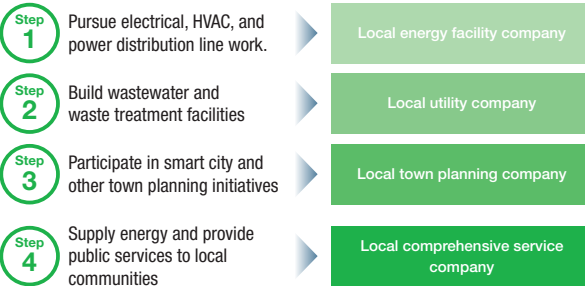 Step
1
Pursue electrical, HVAC, and
power distribution line work.
Local energy facility company
Step
2
Build wastewater and
waste treatment facilities
Local utility company
Step
3
Participate in smart city and
other town planning initiatives
Local town planning company
Step
4
Supply energy and provide
public services to local
communities
Local comprehensive service
company